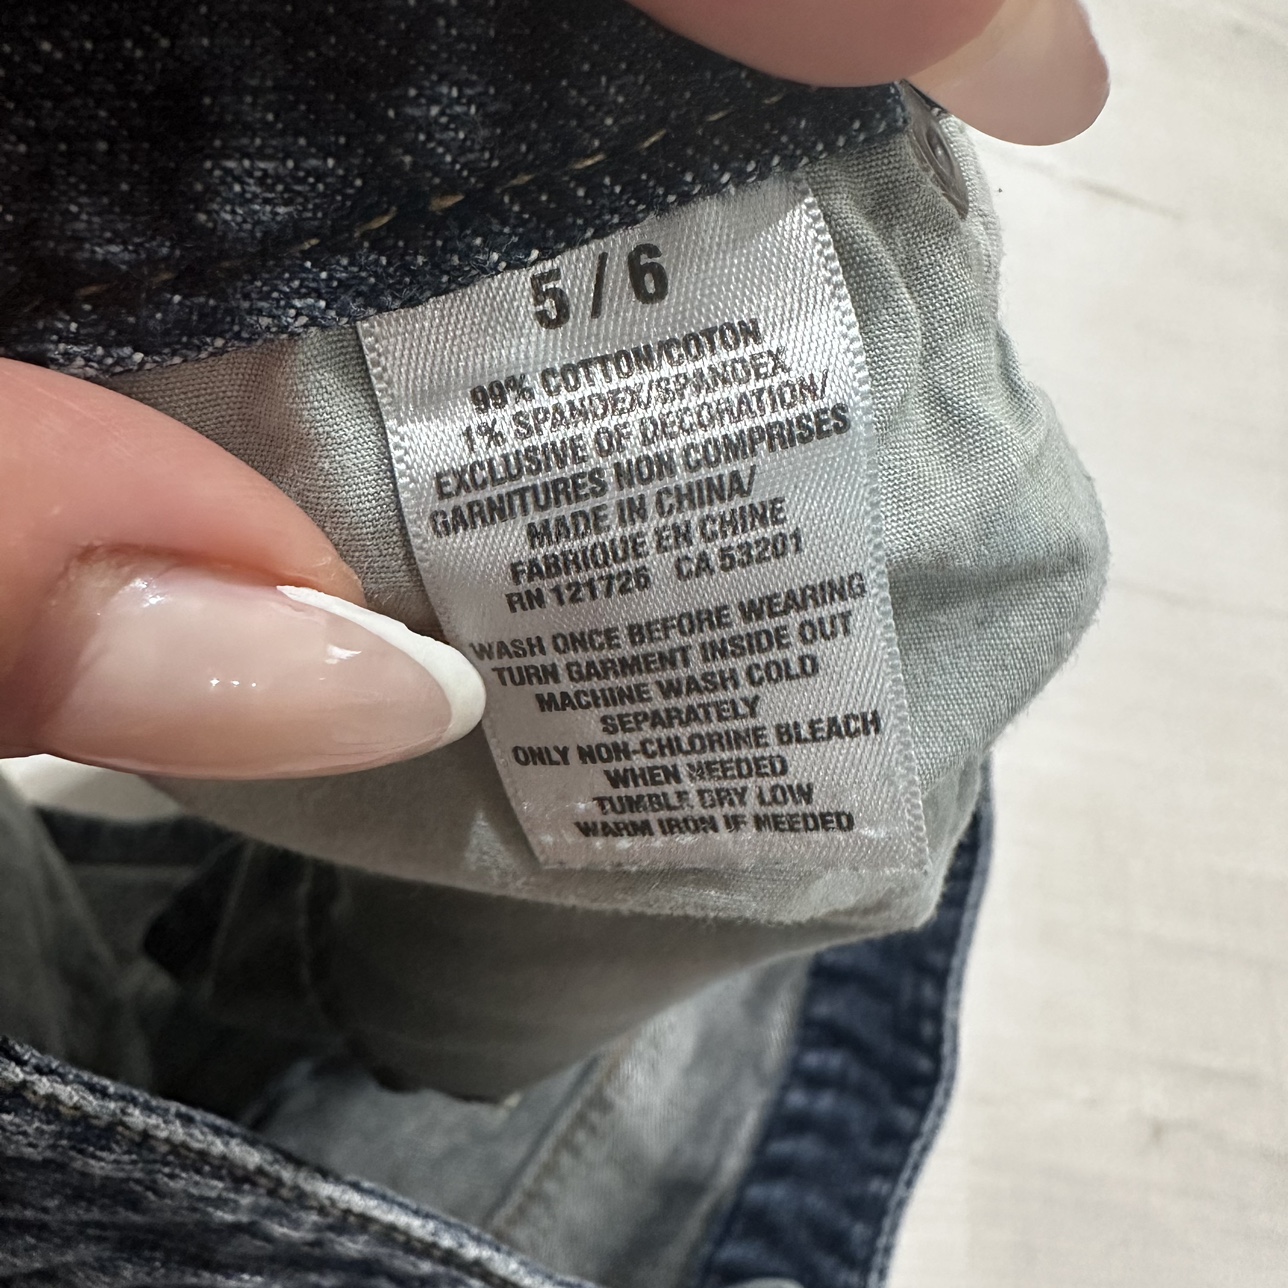 5/6
99% COTTON/COTON
1% SPANDEX/SPANDEX
EXCLUSIVE OF DECORATION/
GARNITURES NON COMPRISES
MADE IN CHINA/
FABRIQUE EN CHINE
RN 121726 CA 53201
WASH ONCE BEFORE WEARING
TURN GARMENT INSIDE OUT
MACHINE WASH COLD
SEPARATELY
ONLY NON-CHLORINE BLEACH
WHEN NEEDED
TUMBLE DRY LOW
WARM IRON IF NEEDED